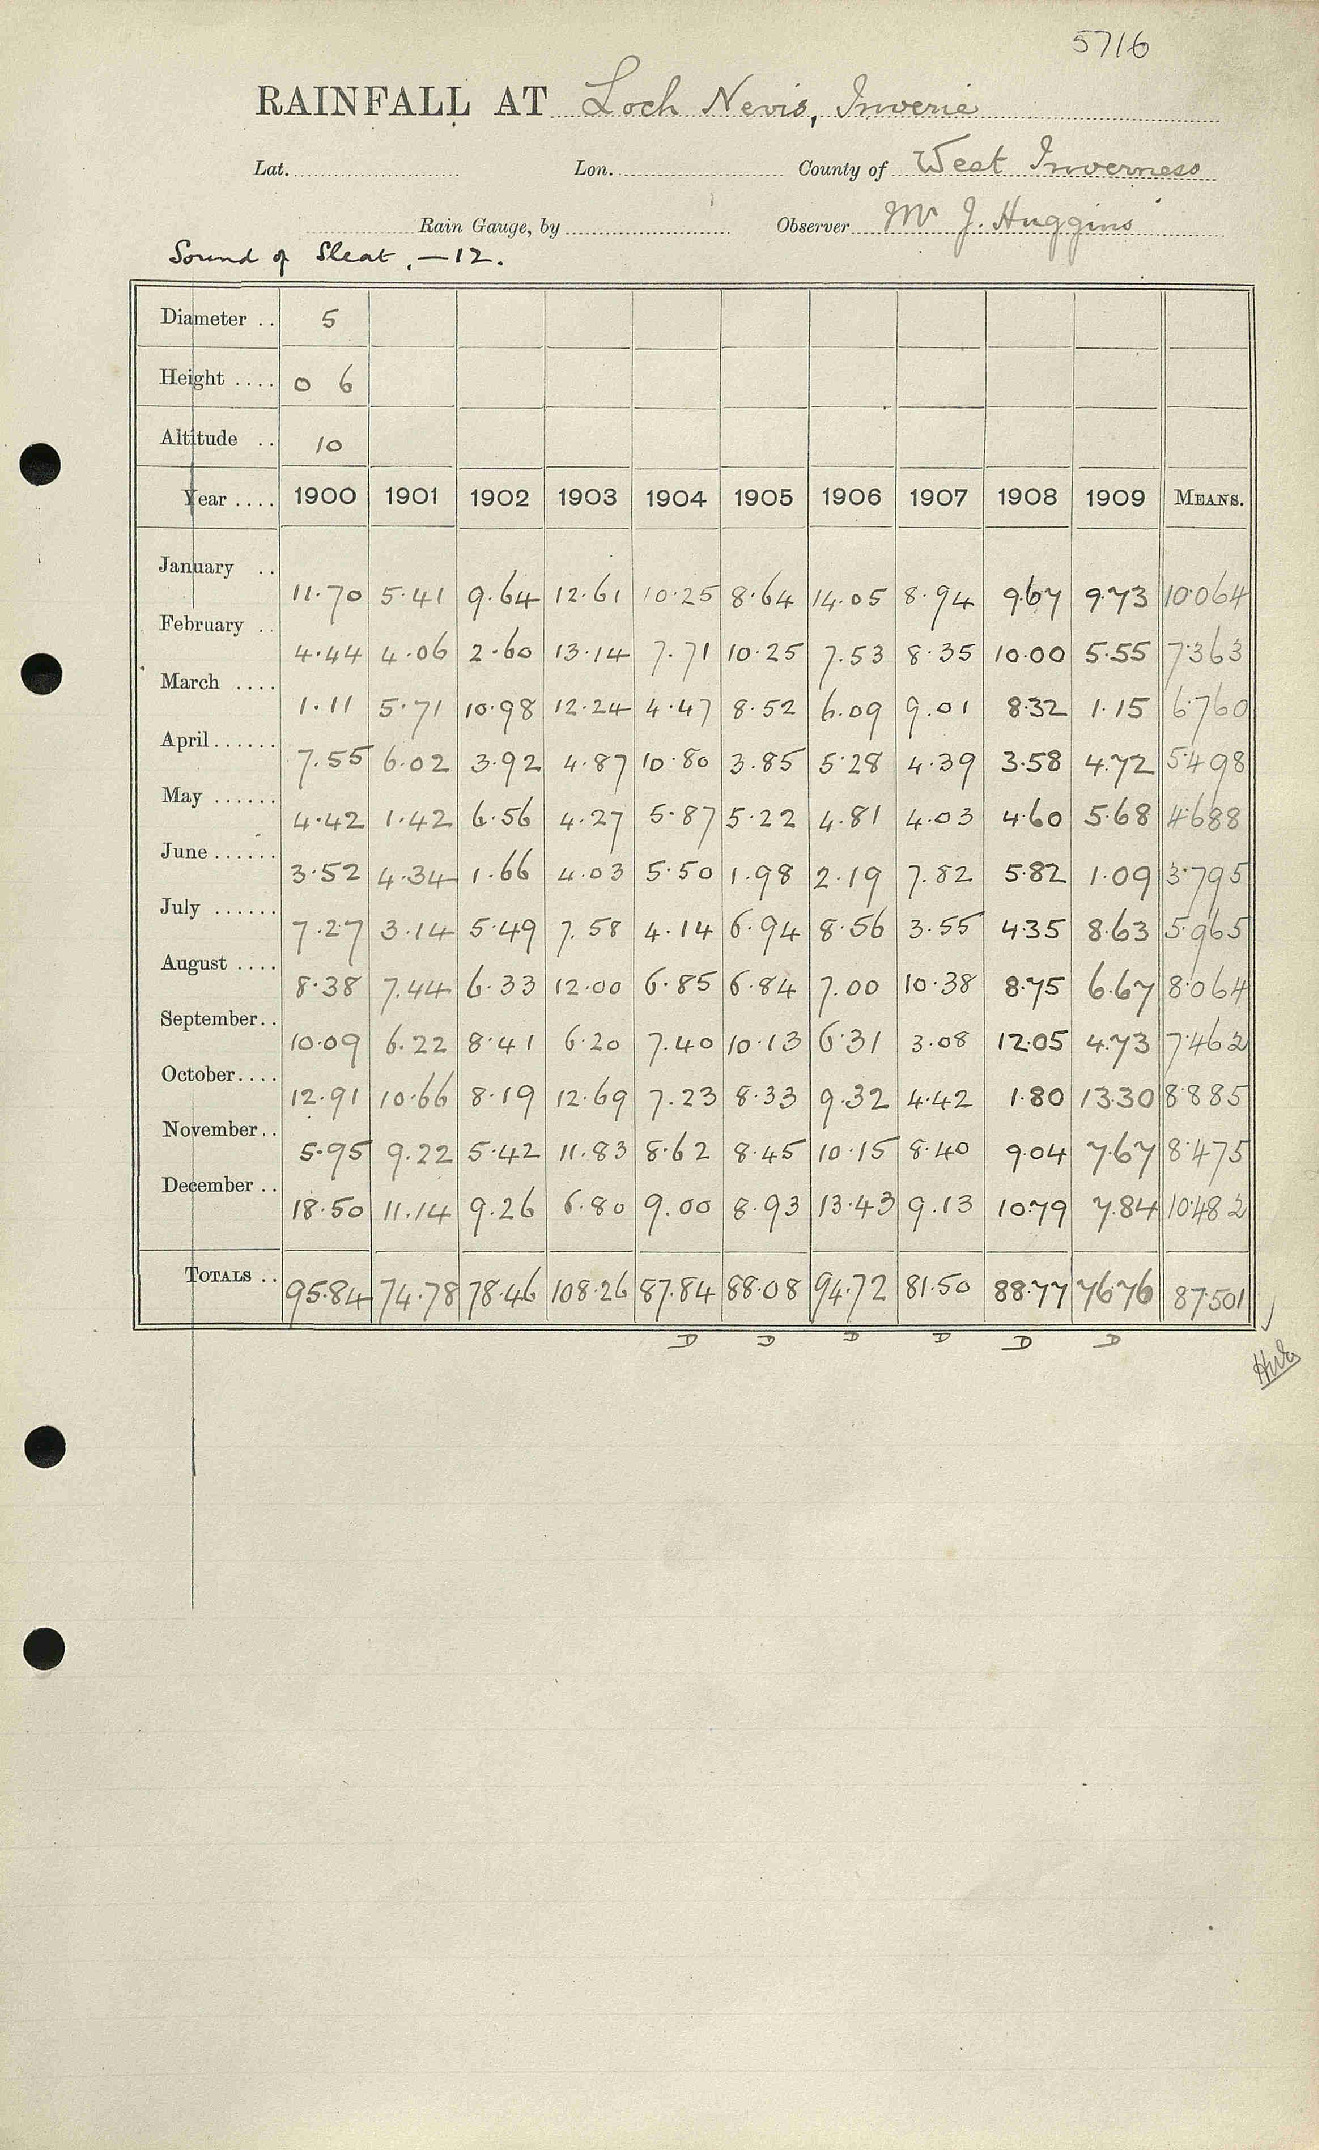 5716
RAINFALL AT Loch Nevis, Inverie
Lat. Lon. County of West Inverness
Rain Gauge, by Observer Mr J. Huggins
Sound of Sleat, —12.
Diameter .. 5
Height .... 0 6
Altitude .. 10
Year .... 1900 1901 1902 1903 1904 1905 1906 1907 1908 1909 MEANS.
January .. 11.70 5.41 9.64 12.61 10.25 8.64 14.05 8.94 9.67 9.73 10.064
February .. 4.44 4.06 2.60 13.14 7.71 10.25 7.53 8.35 10.00 5.55 7.363
March .... 1.11 5.71 10.98 12.24 4.47 8.52 6.09 9.01 8.32 1.15 6.760
April...... 7.55 6.02 3.92 4.87 10.80 3.85 5.28 4.39 3.58 4.72 5.498
May ...... 4.42 1.42 6.56 4.27 5.87 5.22 4.81 4.03 4.60 5.68 4.688
June...... 3.52 4.34 1.66 4.03 5.50 1.98 2.19 7.82 5.82 1.09 3.795
July ...... 7.27 3.14 5.49 7.58 4.14 6.94 8.56 3.55 4.35 8.63 5.965
August .... 8.38 7.44 6.33 12.00 6.85 6.84 7.00 10.38 8.75 6.67 8.064
September.. 10.09 6.22 8.41 6.20 7.40 10.13 6.31 3.08 12.05 4.73 7.462
October.... 12.91 10.66 8.19 12.69 7.23 8.33 9.32 4.42 1.80 13.30 8.885
November.. 5.95 9.22 5.42 11.83 8.62 8.45 10.15 8.40 9.04 7.67 8.475
December .. 18.50 11.14 9.26 6.80 9.00 8.93 13.43 9.13 10.79 7.84 10.482
TOTALS .. 95.84 74.78 78.46 108.26 87.84 88.08 94.72 81.50 88.77 76.76 87.501
D D D D D D